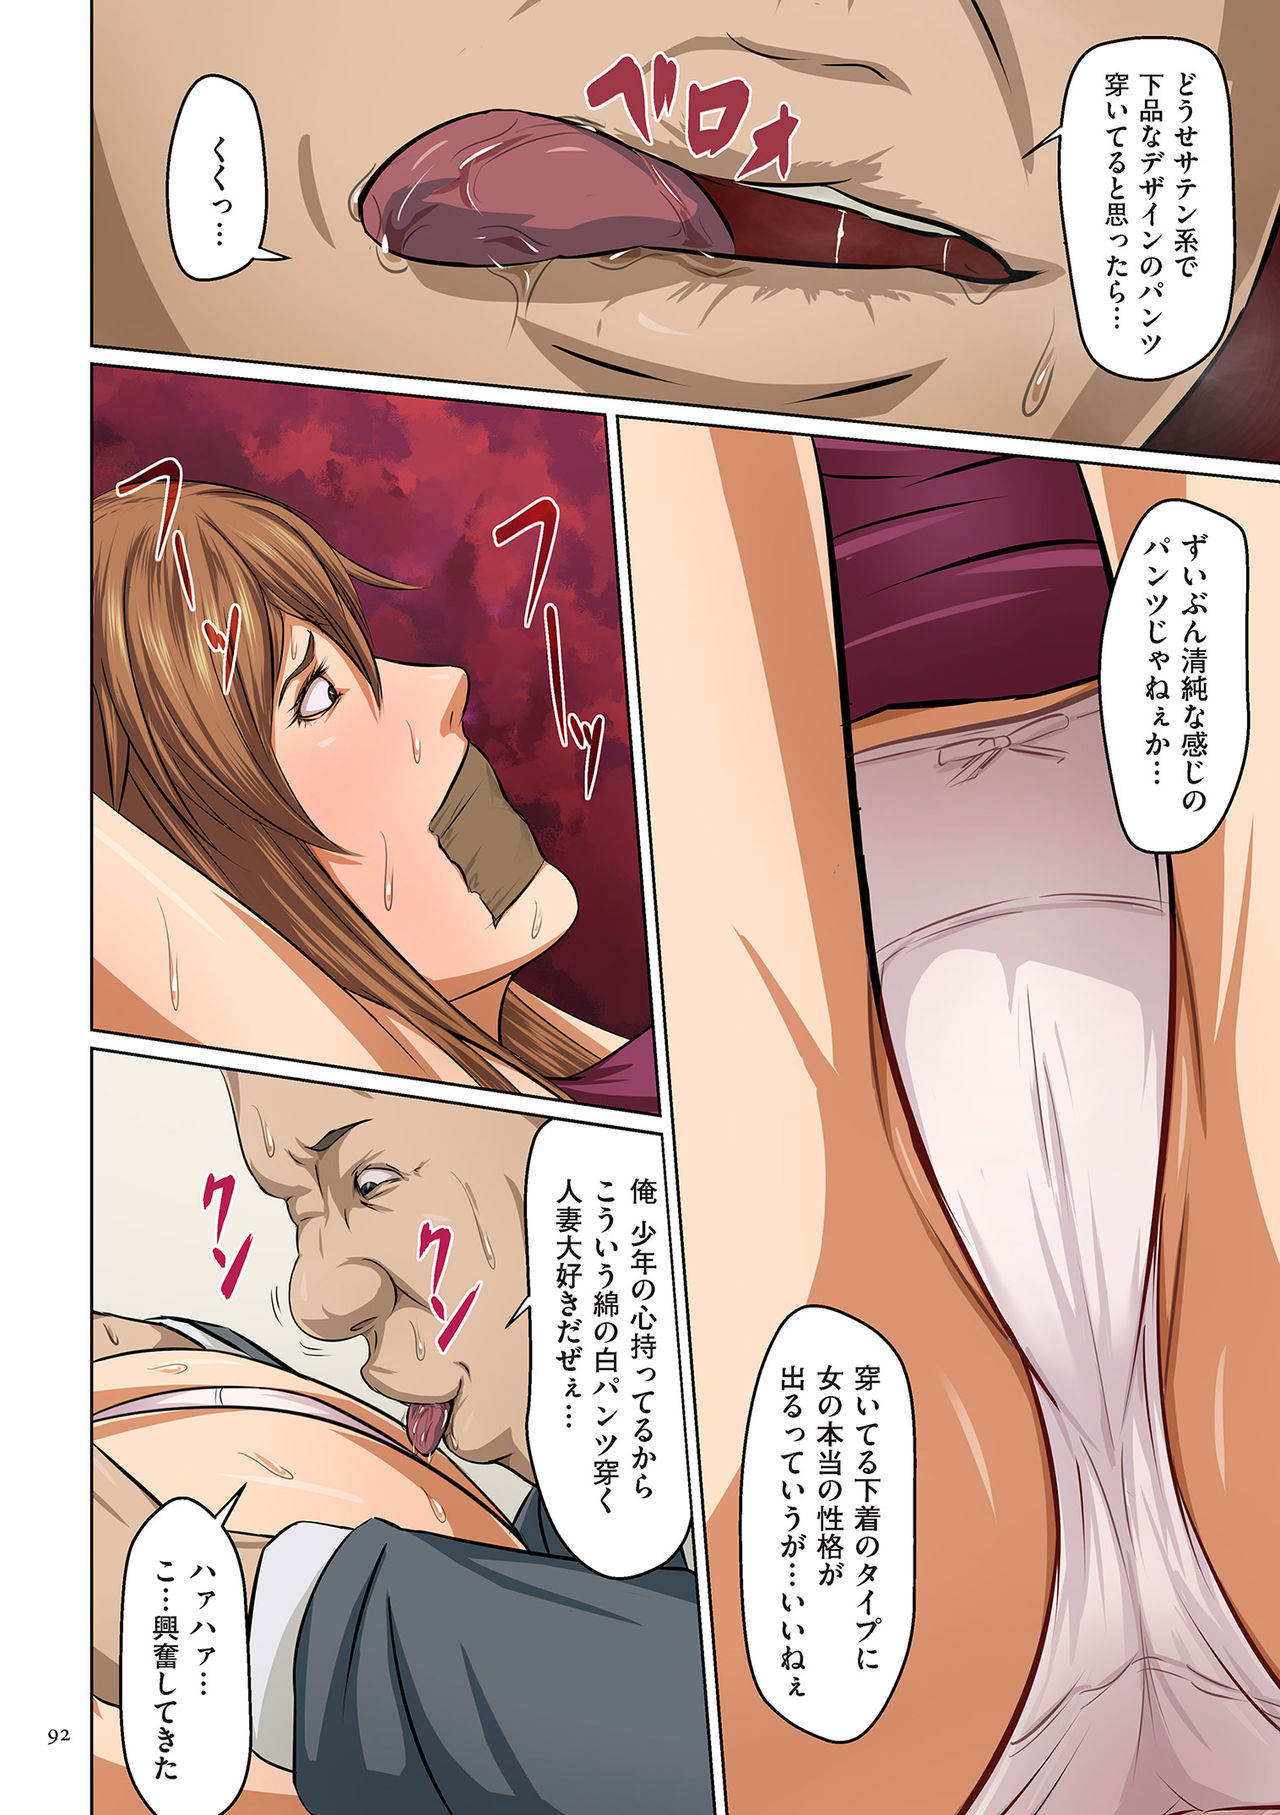 どうせサテン系で
下品なデザインのパンツ
穿いてると思ったら…
ベロォ
くくっ…
ずいぶん清純な感じの
パンツじゃねぇか…
フーッ
フーッ
穿いてる下着のタイプに
女の本当の性格が
出るっていうが…いいねぇ
俺 少年の心持ってるから
こういう綿の白パンツ穿く
人妻大好きだぜぇ…
クン
クン
ハァハァ…
こ…興奮してきた
92